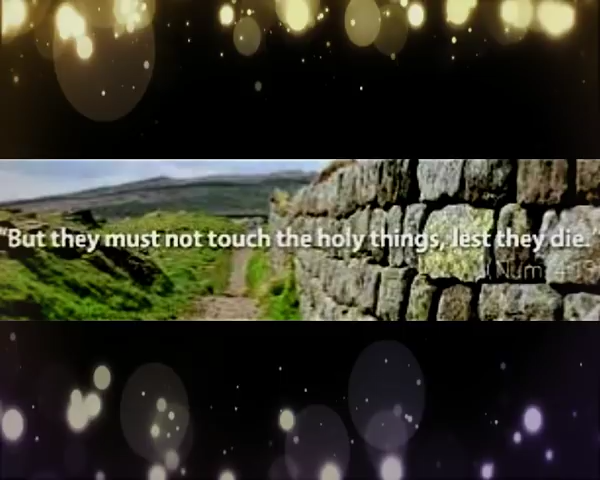 “But they must not touch the holy things, lest they die.”